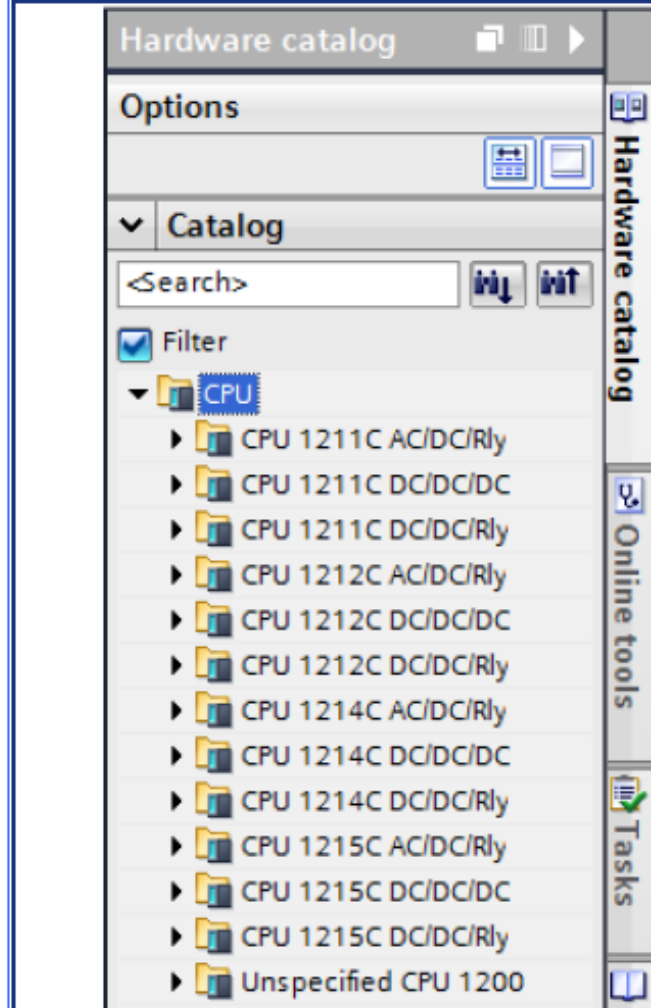 Hardware catalog
Options
Catalog
<Search>
Filter
CPU
CPU 1211C AC/DC/Rly
CPU 1211C DC/DC/DC
CPU 1211C DC/DC/Rly
CPU 1212C AC/DC/Rly
CPU 1212C DC/DC/DC
CPU 1212C DC/DC/Rly
CPU 1214C AC/DC/Rly
CPU 1214C DC/DC/DC
CPU 1214C DC/DC/Rly
CPU 1215C AC/DC/Rly
CPU 1215C DC/DC/DC
CPU 1215C DC/DC/Rly
Unspecified CPU 1200
Hardware catalog
Online tools
Tasks